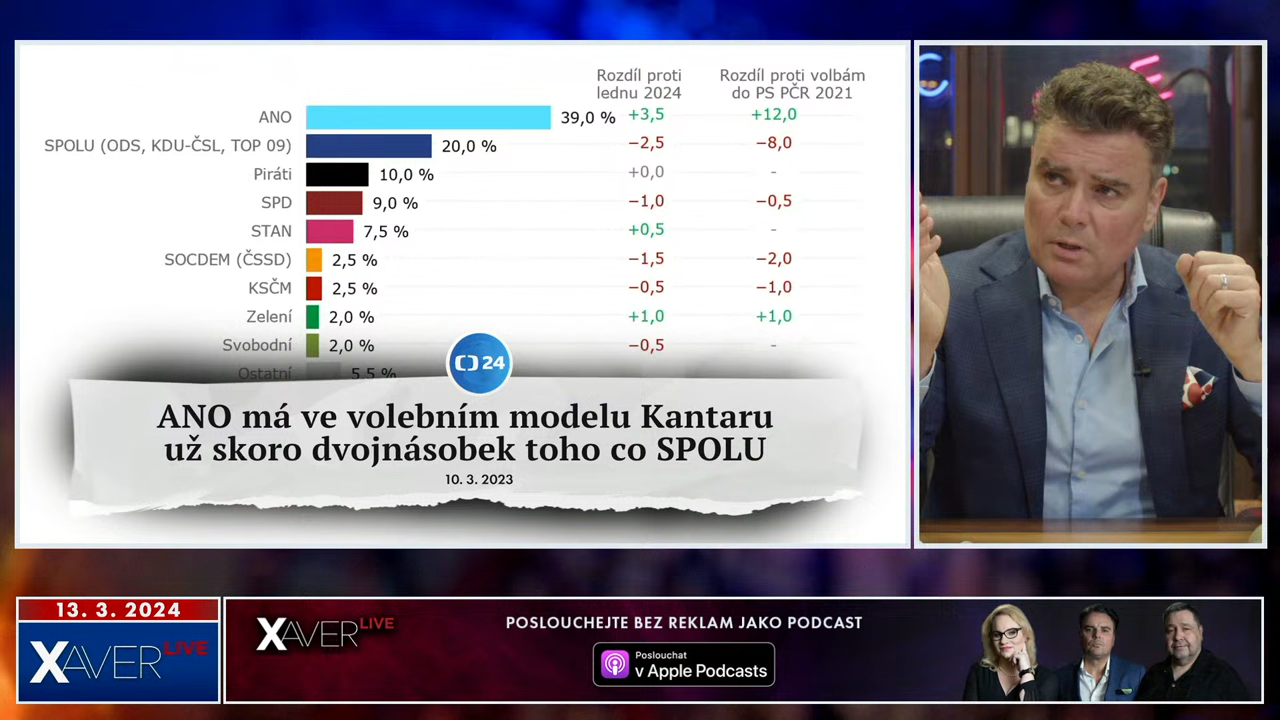 Rozdíl proti
lednu 2024
Rozdíl proti volbám
do PS PČR 2021
ANO 39,0 % +3,5 +12,0
SPOLU (ODS, KDU-ČSL, TOP 09) 20,0 % −2,5 −8,0
Piráti 10,0 % +0,0 -
SPD 9,0 % −1,0 −0,5
STAN 7,5 % +0,5 -
SOCDEM (ČSSD) 2,5 % −1,5 −2,0
KSČM 2,5 % −0,5 −1,0
Zelení 2,0 % +1,0 +1,0
Svobodní 2,0 % −0,5 -
Ostatní 5,5 %
24
ANO má ve volebním modelu Kantaru
už skoro dvojnásobek toho co SPOLU
10. 3. 2023
13. 3. 2024
XAVER LIVE
XAVER LIVE
POSLOUCHEJTE BEZ REKLAM JAKO PODCAST
Poslouchat
v Apple Podcasts